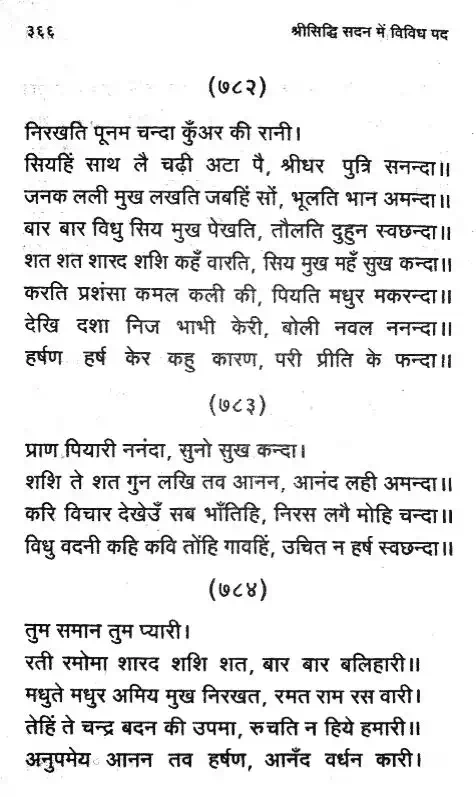 ३६६ श्रीसिद्धि सदन में विविध पद
(७८२)
निरखति पूनम चन्दा कुँअर की रानी।
सियहिं साथ लै चढ़ी अटा पै, श्रीधर पुत्रि सनन्दा॥
जनक लली मुख लखति जबहिं सों, भूलति भान अमन्दा॥
बार बार विधु सिय मुख पेखति, तौलति दुहुन स्वछन्दा॥
शत शत शारद शशि कहँ वारति, सिय मुख महँ सुख कन्दा॥
करति प्रशंसा कमल कली की, पियति मधुर मकरन्दा॥
देखि दशा निज भाभी केरी, बोली नवल ननन्दा॥
हर्षण हर्ष केर कहु कारण, परी प्रीति के फन्दा॥
(७८३)
प्राण पियारी ननंदा, सुनो सुख कन्दा।
शशि ते शत गुन लखि तव आनन, आनंद लही अमन्दा॥
करि विचार देखेउँ सब भाँतिहि, निरस लगै मोहि चन्दा॥
विधु वदनी कहि कवि तोंहि गावहिं, उचित न हर्ष स्वछन्दा॥
(७८४)
तुम समान तुम प्यारी।
रती रमोमा शारद शशि शत, बार बार बलिहारी॥
मधुते मधुर अमिय मुख निरखत, रमत राम रस वारी।
तेहिं ते चन्द्र बदन की उपमा, रुचति न हिये हमारी॥
अनुपमेय आनन तव हर्षण, आनँद वर्धन कारी।